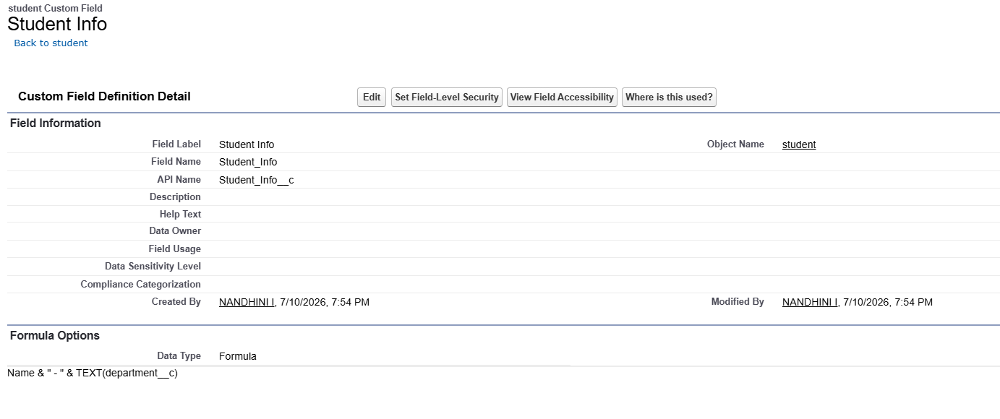 student Custom Field
Student Info
Back to student
Custom Field Definition Detail Edit Set Field-Level Security View Field Accessibility Where is this used?
Field Information
Field Label Student Info Object Name student
Field Name Student_Info
API Name Student_Info__c
Description
Help Text
Data Owner
Field Usage
Data Sensitivity Level
Compliance Categorization
Created By NANDHINI I, 7/10/2026, 7:54 PM Modified By NANDHINI I, 7/10/2026, 7:54 PM
Formula Options
Data Type Formula
Name & " - " & TEXT(department__c)